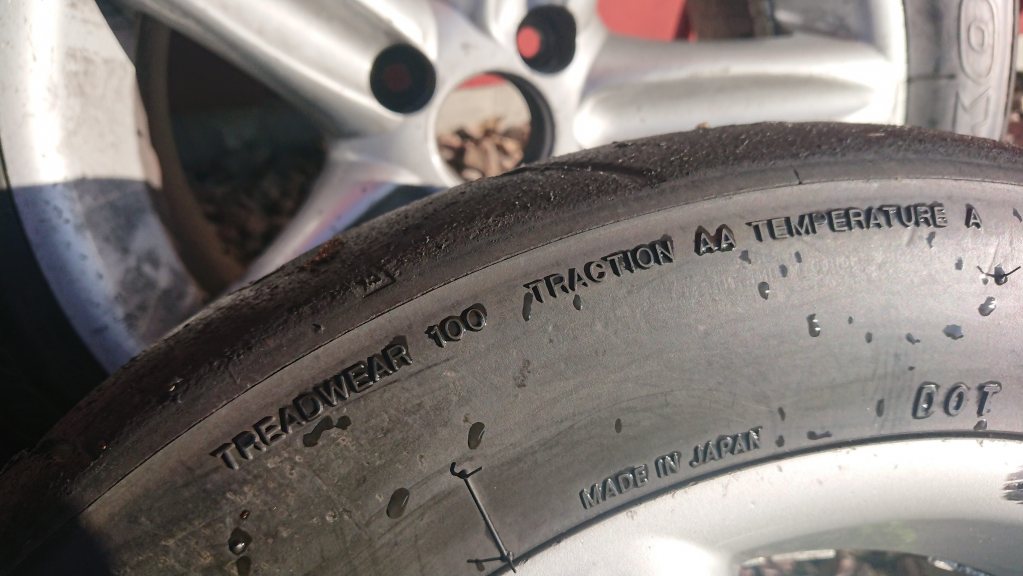 TREADWEAR 100 TRACTION AA TEMPERATURE A
DOT
MADE IN JAPAN